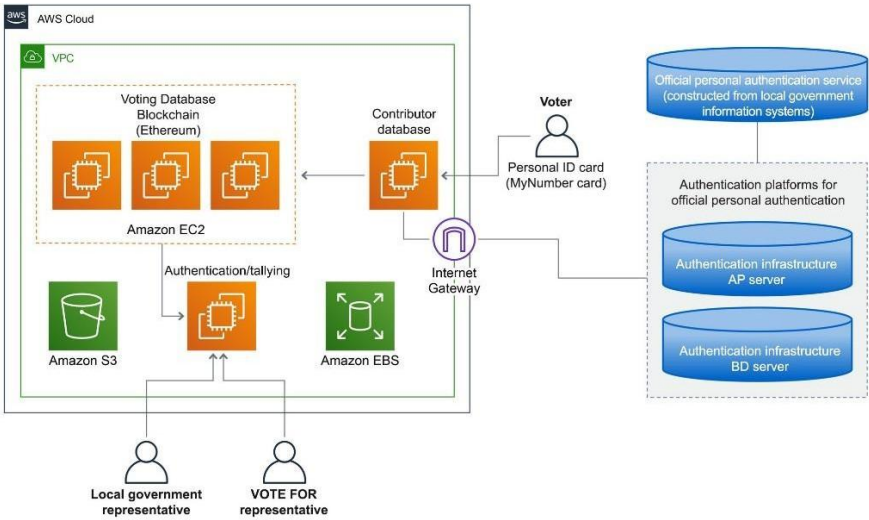 aws
AWS Cloud
VPC
Voting Database
Blockchain
(Ethereum)
Amazon EC2
Contributor
database
Voter
Personal ID card
(MyNumber card)
Official personal authentication service
(constructed from local government
information systems)
Authentication platforms for
official personal authentication
Authentication infrastructure
AP server
Authentication infrastructure
BD server
Internet
Gateway
Authentication/tallying
Amazon S3
Amazon EBS
Local government
representative
VOTE FOR
representative